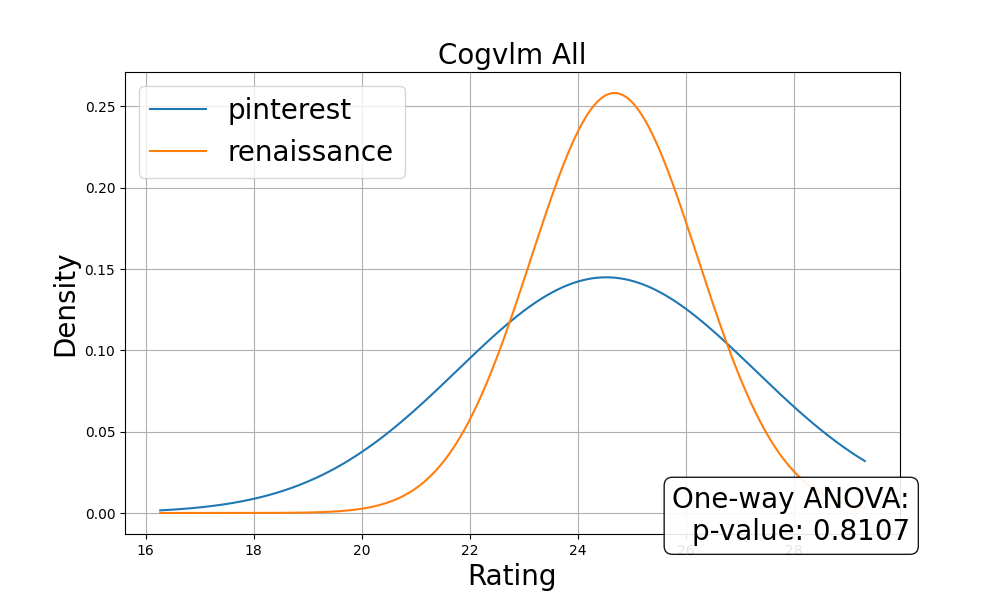 Cogvlm All
pinterest
renaissance
Density
0.25
0.20
0.15
0.10
0.05
0.00
16
18
20
22
24
26
28
Rating
One-way ANOVA:
p-value: 0.8107